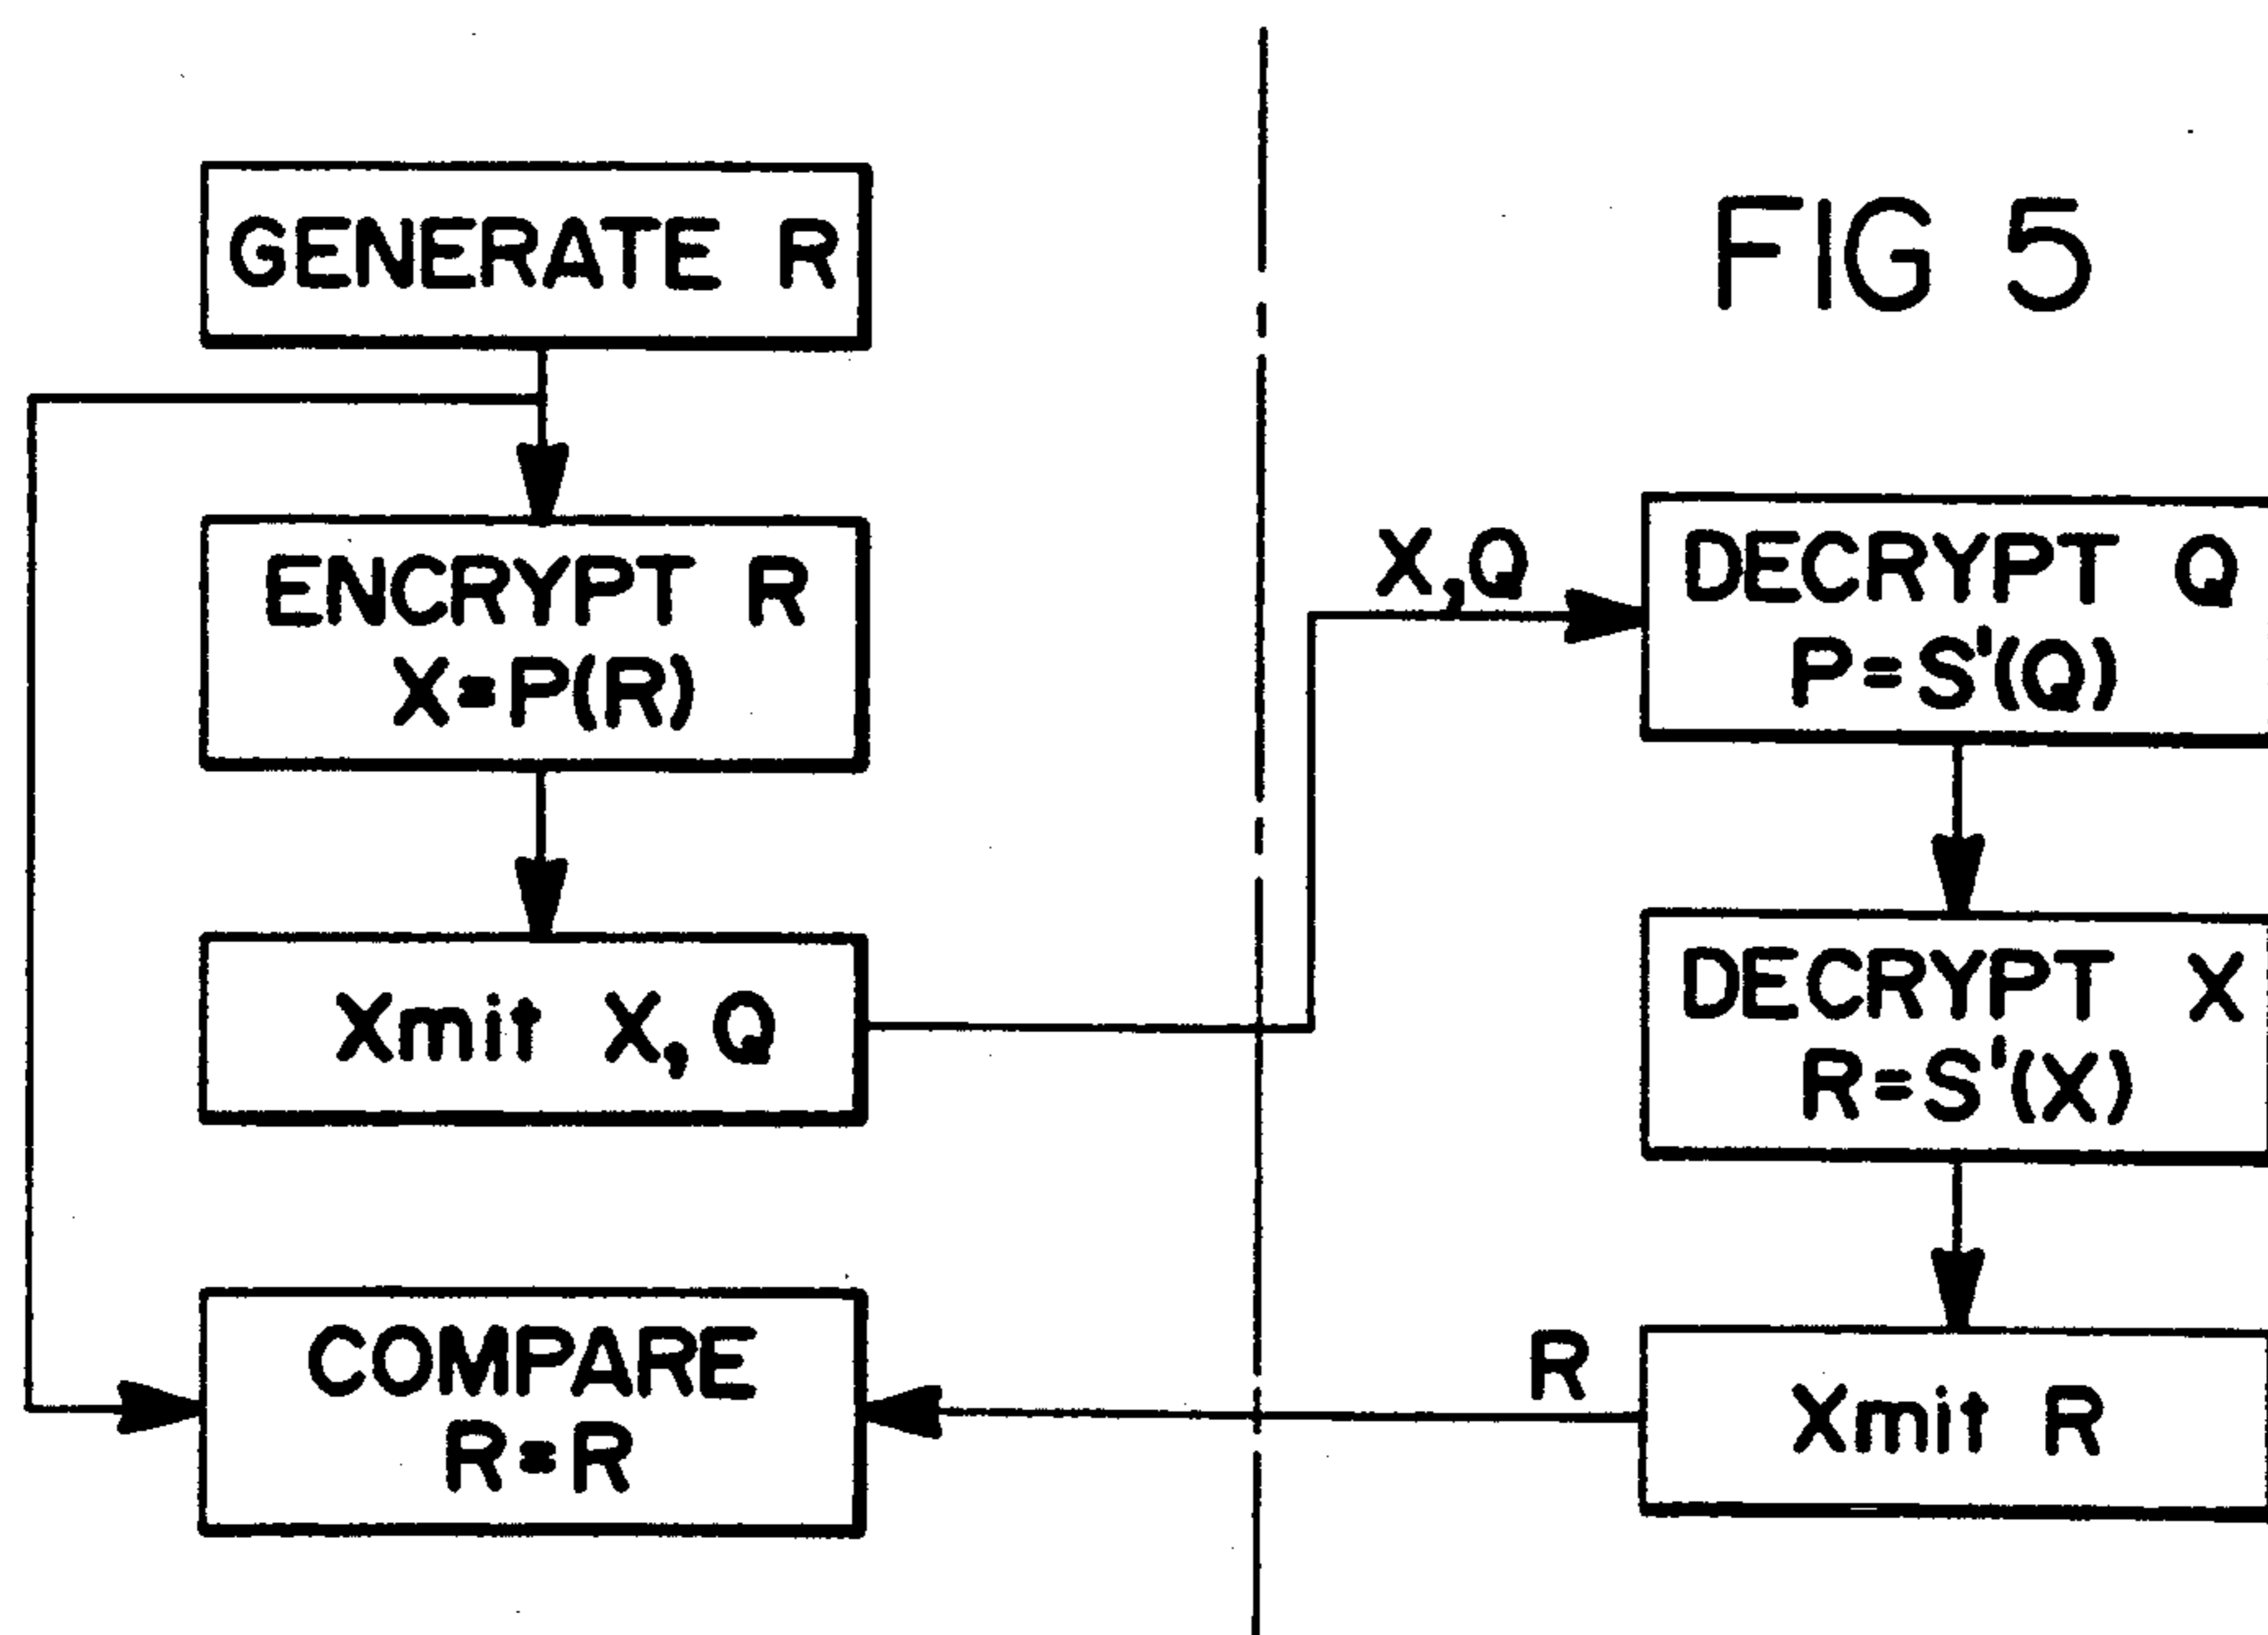 FIG 5
GENERATE R
ENCRYPT R
X=P(R)
Xmit X,Q
COMPARE
R=R
X,Q
DECRYPT Q
P=S'(Q)
DECRYPT X
R=S'(X)
Xmit R
R